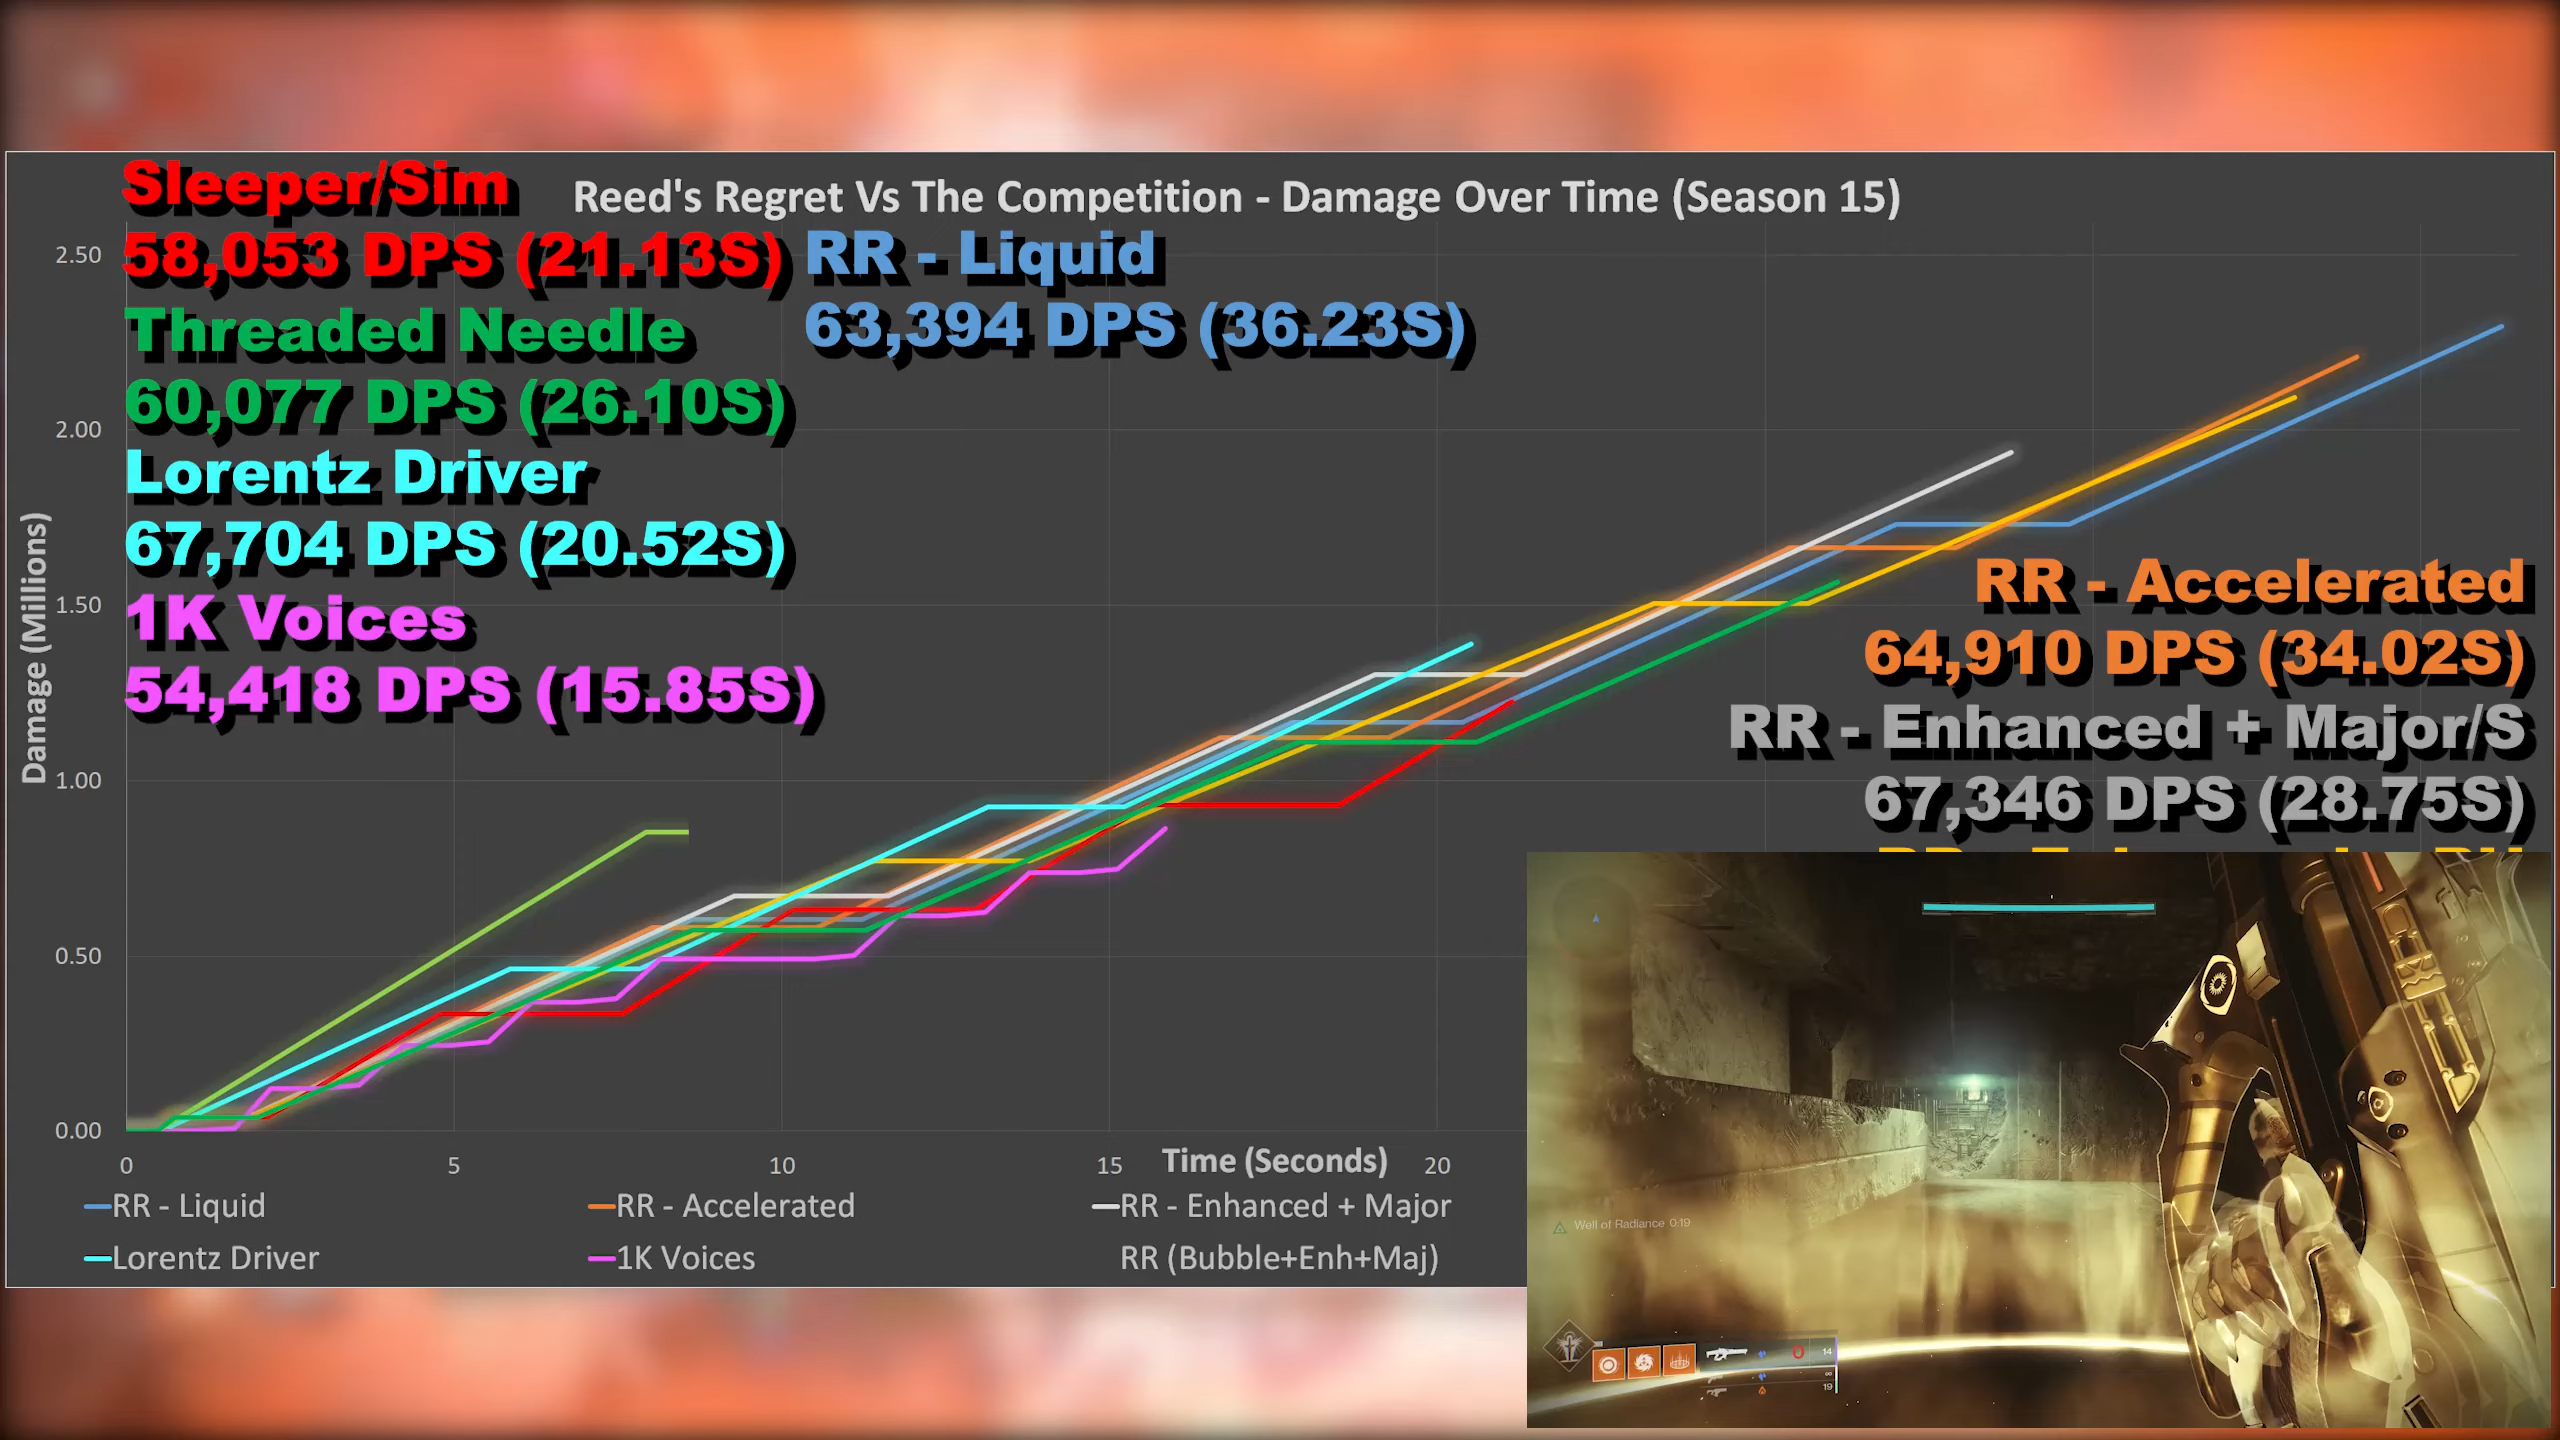 Reed's Regret Vs The Competition - Damage Over Time (Season 15)
Sleeper/Sim
58,053 DPS (21.13S)
Threaded Needle
60,077 DPS (26.10S)
Lorentz Driver
67,704 DPS (20.52S)
1K Voices
54,418 DPS (15.85S)
RR - Liquid
63,394 DPS (36.23S)
RR - Accelerated
64,910 DPS (34.02S)
RR - Enhanced + Major/S
67,346 DPS (28.75S)
Damage (Millions)
2.50
2.00
1.50
1.00
0.50
0.00
0 5 10 15 20
Time (Seconds)
RR - Liquid
RR - Accelerated
RR - Enhanced + Major
Lorentz Driver
1K Voices
RR (Bubble+Enh+Maj)
Well of Radiance 0:19
14
19